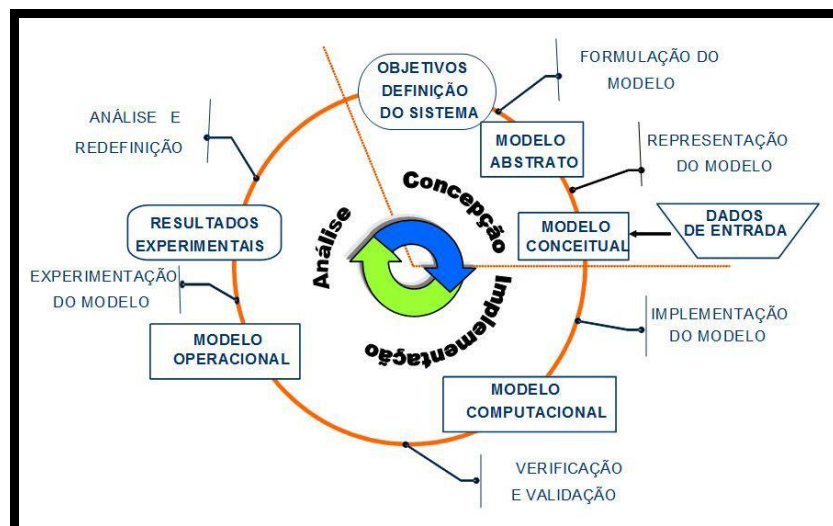 OBJETIVOS
DEFINIÇÃO
DO SISTEMA
FORMULAÇÃO DO
MODELO
MODELO
ABSTRATO
REPRESENTAÇÃO
DO MODELO
MODELO
CONCEITUAL
DADOS
DE ENTRADA
IMPLEMENTAÇÃO
DO MODELO
MODELO
COMPUTACIONAL
VERIFICAÇÃO
E VALIDAÇÃO
MODELO
OPERACIONAL
EXPERIMENTAÇÃO
DO MODELO
RESULTADOS
EXPERIMENTAIS
ANÁLISE E
REDEFINIÇÃO
Concepção
Implementação
Análise